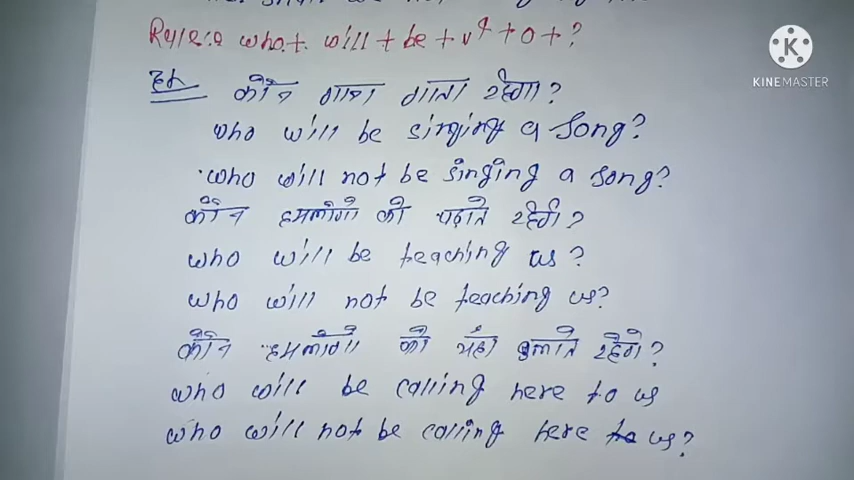 Rule:- who + will + be + v⁴ + o + ?
Ex कौन गाना गाता रहेगा?
who will be singing a song?
who will not be singing a song?
कौन हमलोगों को पढ़ाते रहेंगे?
who will be teaching us?
who will not be teaching us?
कौन हमलोगों को यहाँ बुलाते रहेंगे?
who will be calling here to us
who will not be calling here to us?
K
KINEMASTER